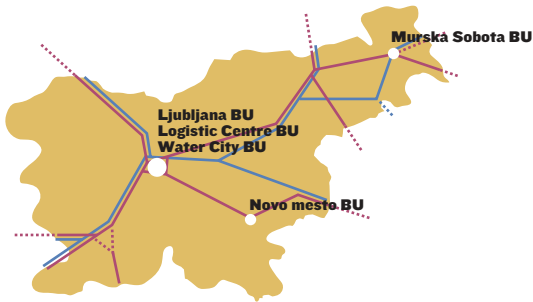 Murska Sobota BU
Ljubljana BU
Logistic Centre BU
Water City BU
Novo mesto BU